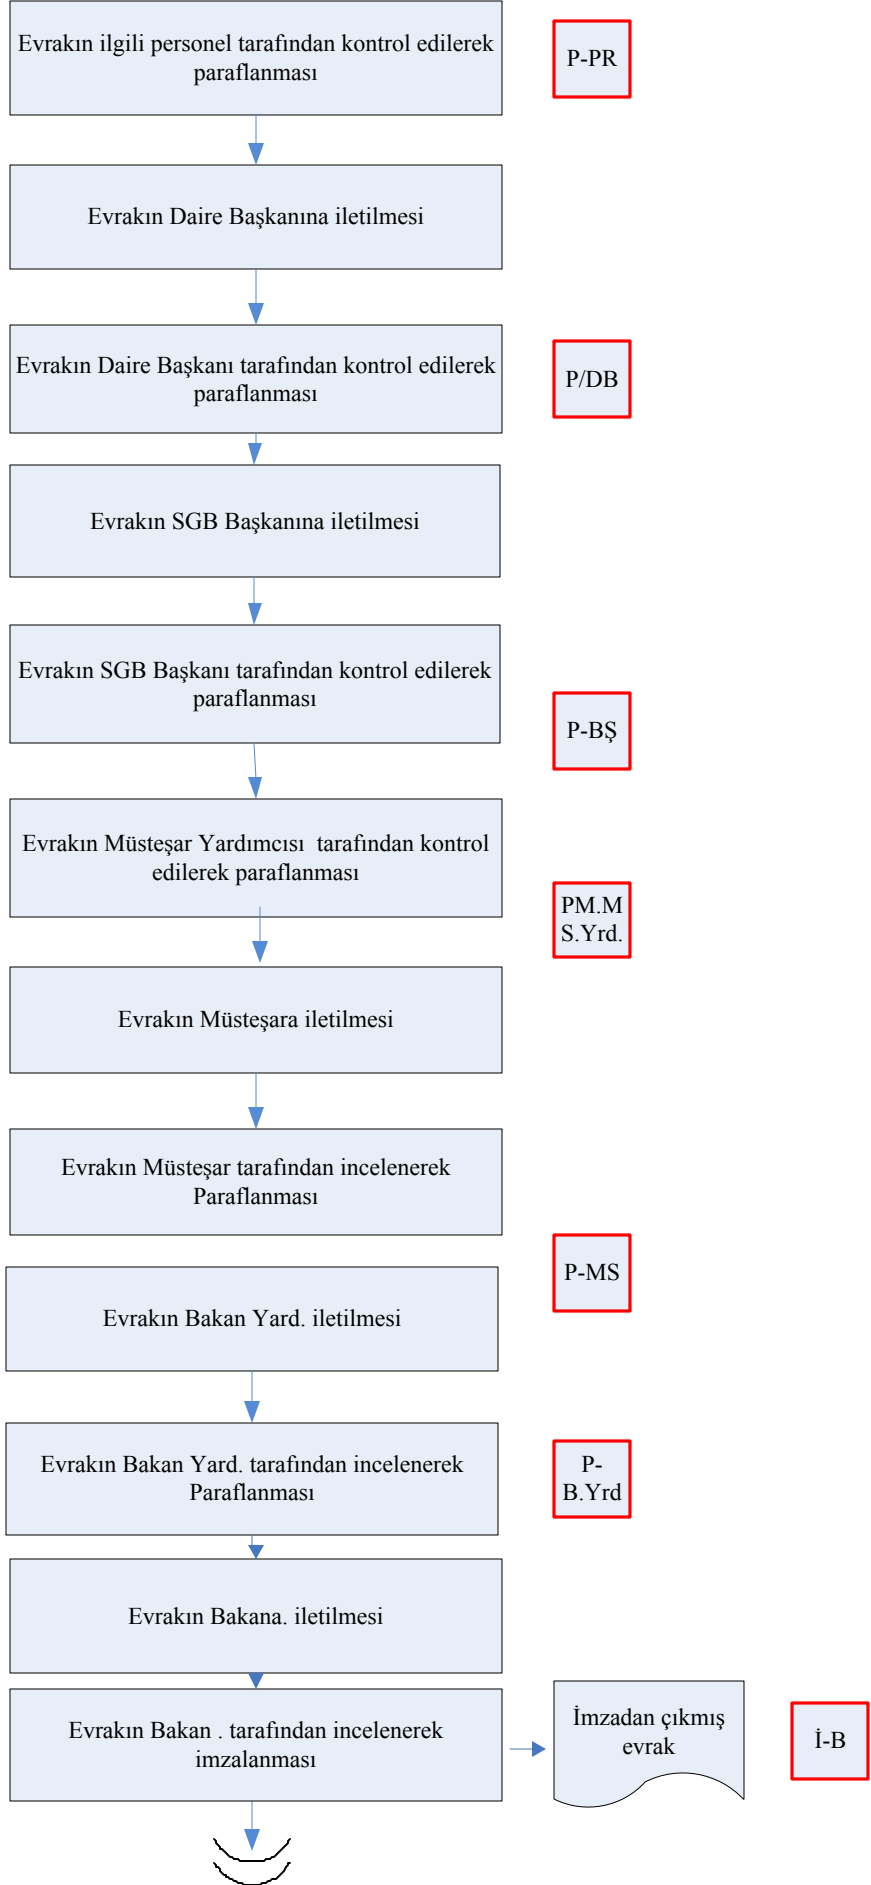 Evrakın ilgili personel tarafından kontrol edilerek
paraflanması
P-PR
Evrakın Daire Başkanına iletilmesi
Evrakın Daire Başkanı tarafından kontrol edilerek
paraflanması
P/DB
Evrakın SGB Başkanına iletilmesi
Evrakın SGB Başkanı tarafından kontrol edilerek
paraflanması
P-BŞ
Evrakın Müsteşar Yardımcısı  tarafından kontrol
edilerek paraflanması
PM.M
S.Yrd.
Evrakın Müsteşara iletilmesi
Evrakın Müsteşar tarafından incelenerek
Paraflanması
P-MS
Evrakın Bakan Yard. iletilmesi
Evrakın Bakan Yard. tarafından incelenerek
Paraflanması
P-
B.Yrd
Evrakın Bakana. iletilmesi
Evrakın Bakan . tarafından incelenerek
imzalanması
İmzadan çıkmış
evrak
İ-B